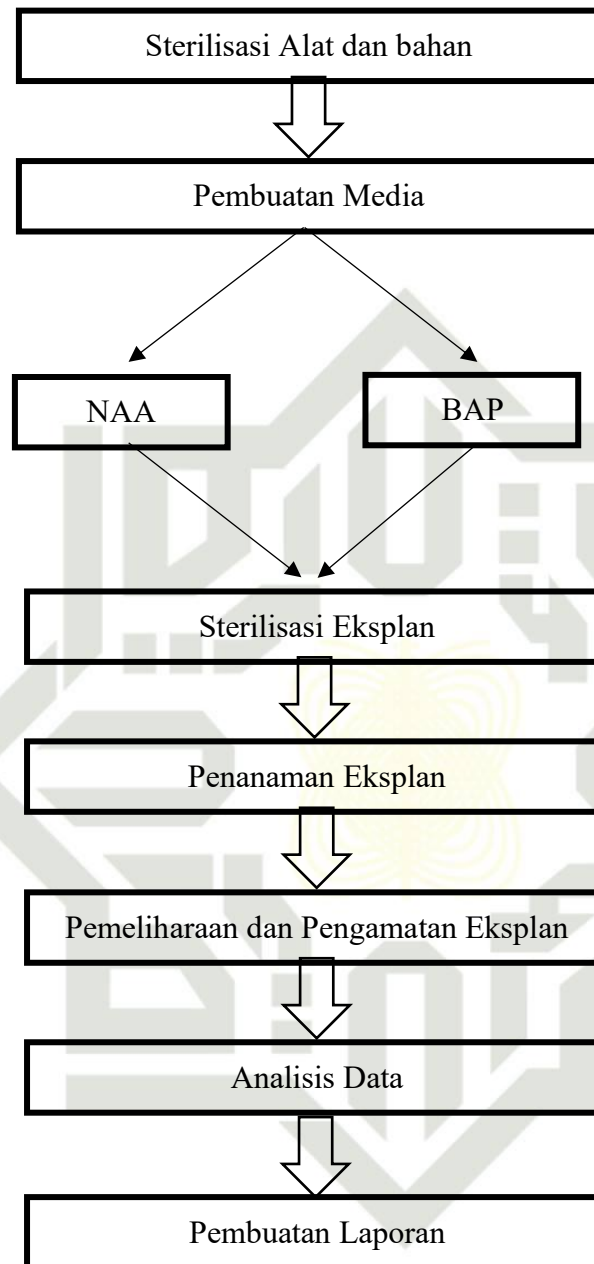 Sterilisasi Alat dan bahan
Pembuatan Media
NAA
BAP
Sterilisasi Eksplan
Penanaman Eksplan
Pemeliharaan dan Pengamatan Eksplan
Analisis Data
Pembuatan Laporan